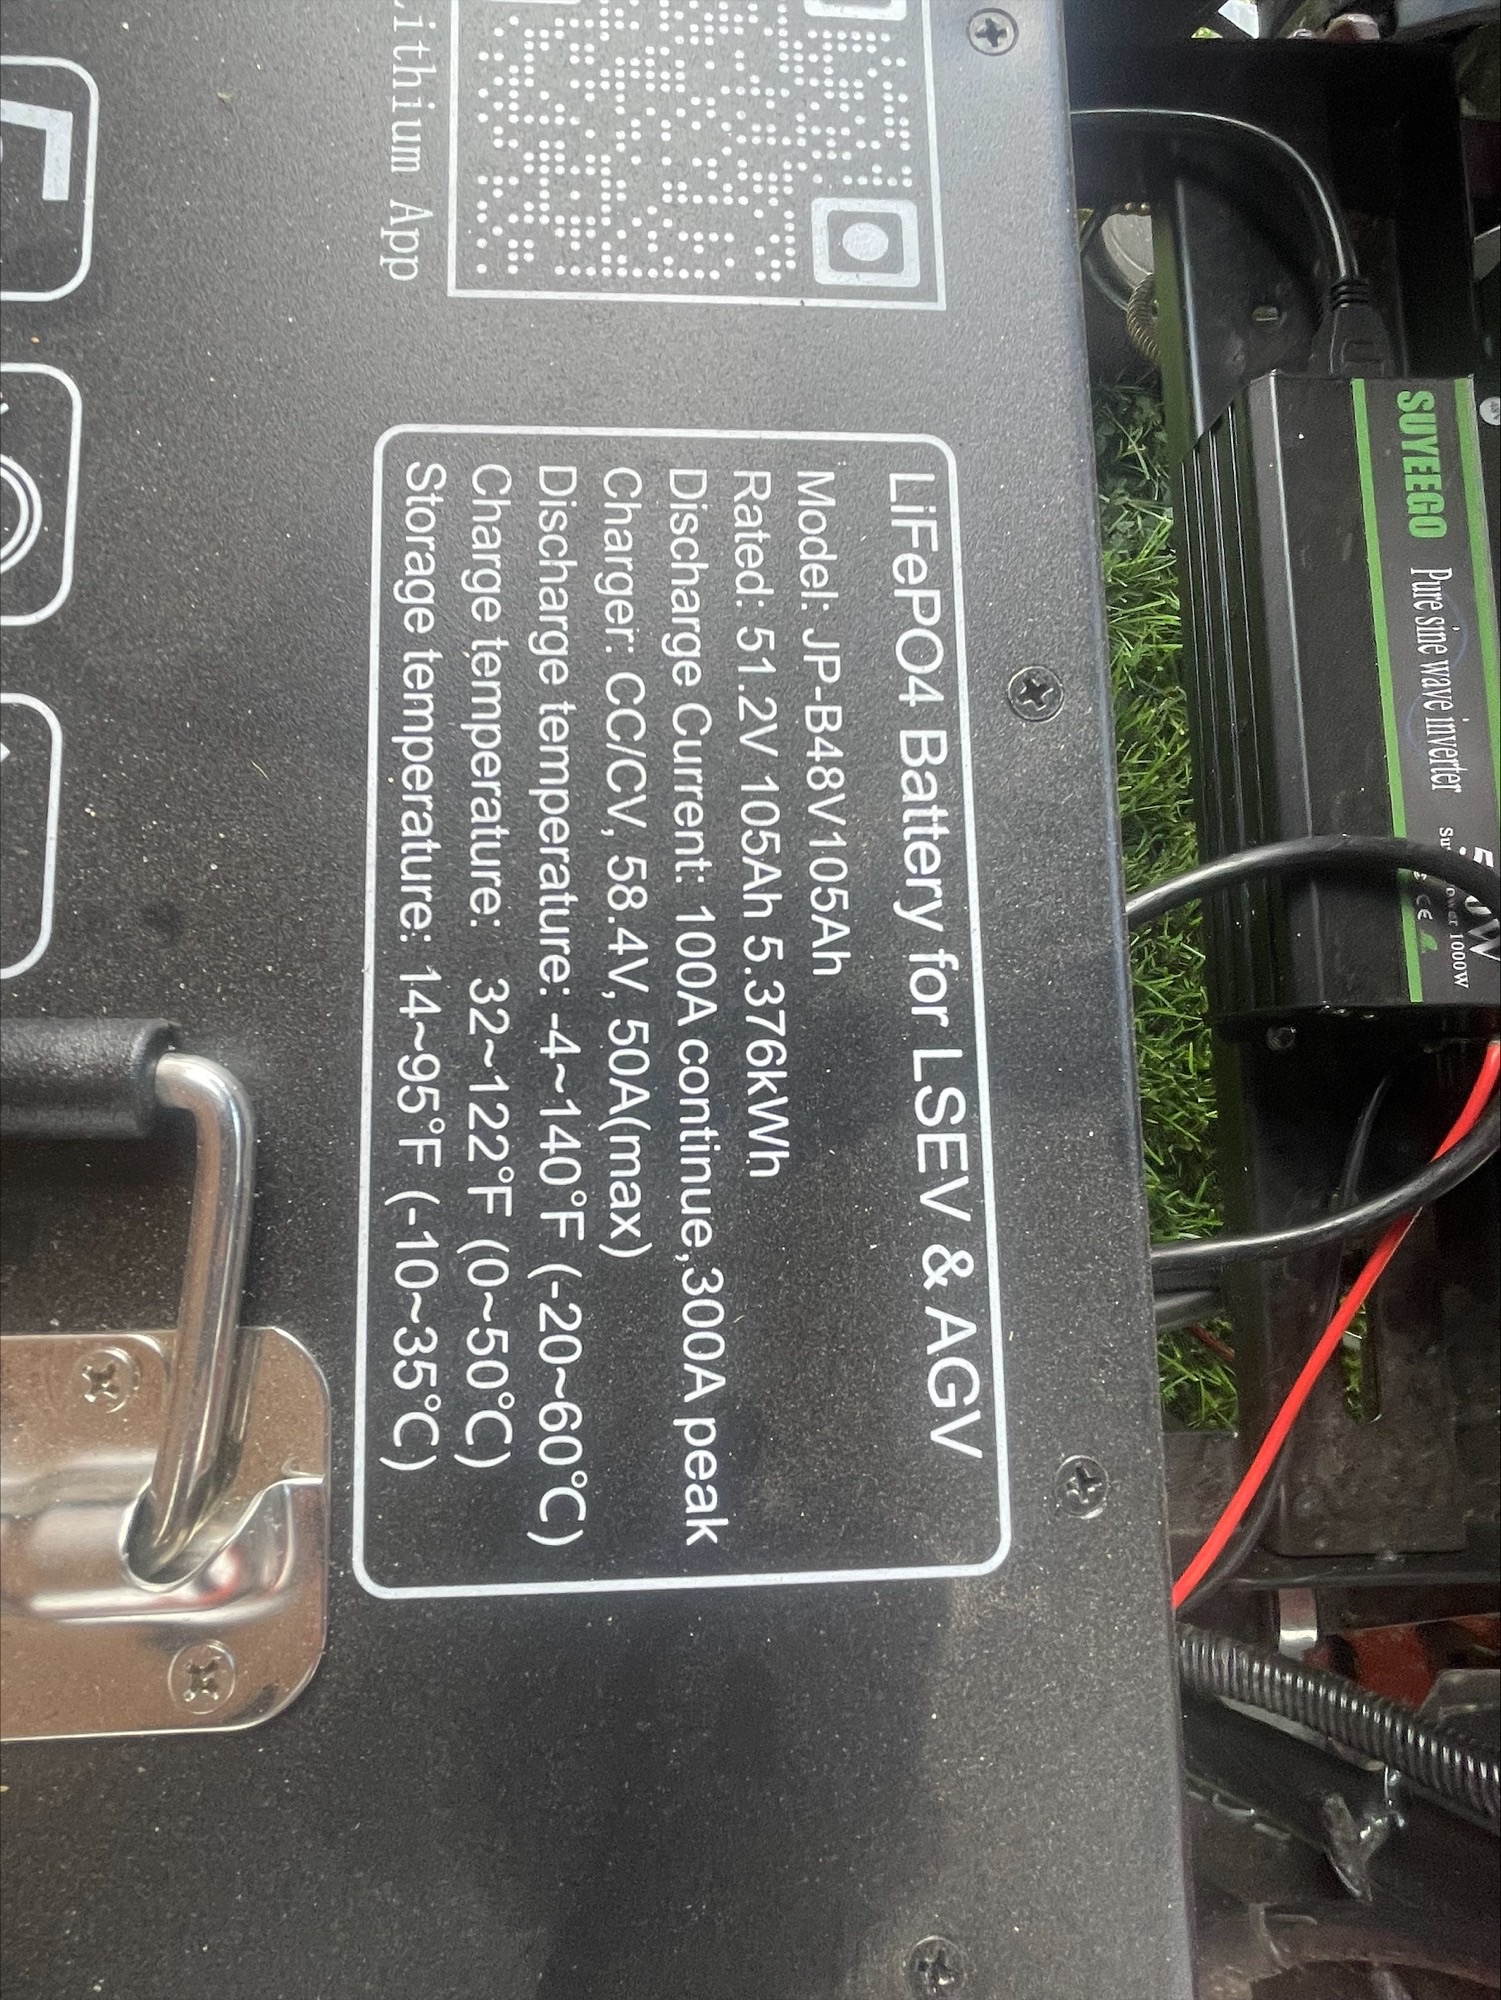 Lithium App
LiFePO4 Battery for LSEV & AGV
Model: JP-B48V105Ah
Rated: 51.2V 105Ah 5.376kWh
Discharge Current: 100A continue,300A peak
Charger: CC/CV, 58.4V, 50A(max)
Discharge temperature: -4~140°F (-20~60°C)
Charge temperature: 32~122°F (0~50°C)
Storage temperature: 14~95°F (-10~35°C)
SUYEEGO Pure sine wave inverter
1000W
CE